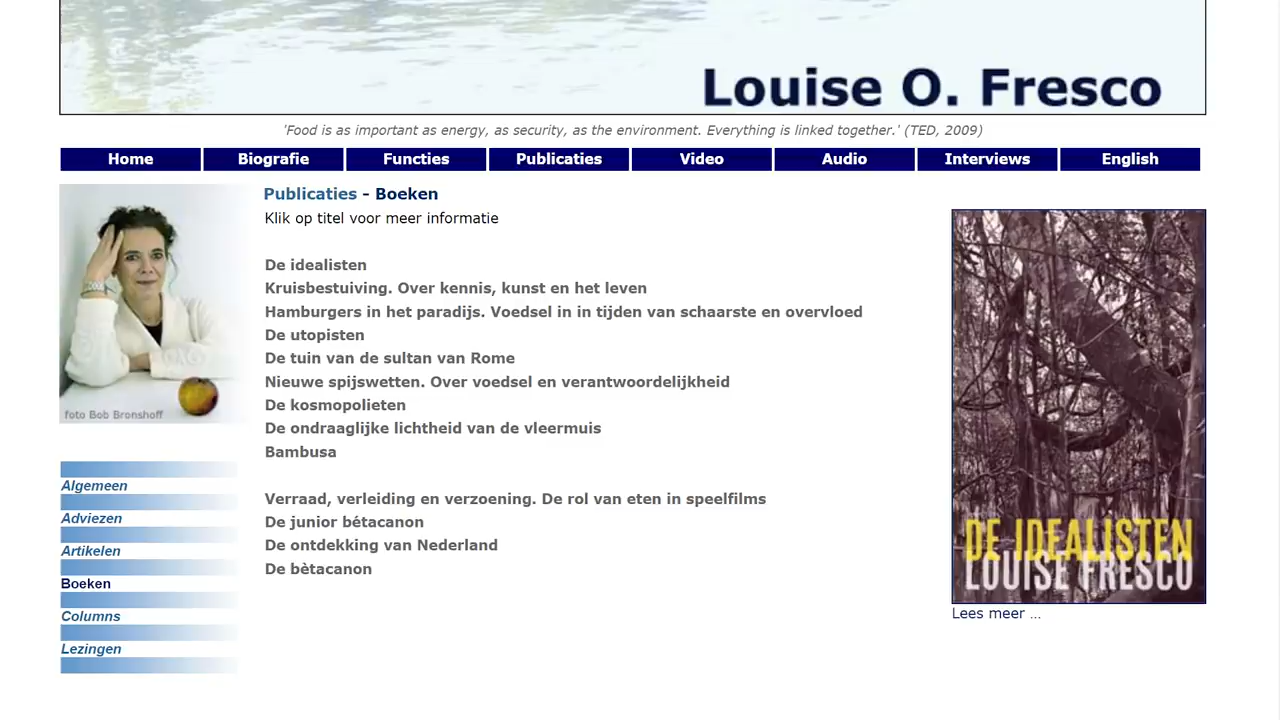 Louise O. Fresco
'Food is as important as energy, as security, as the environment. Everything is linked together.' (TED, 2009)
Home Biografie Functies Publicaties Video Audio Interviews English
Publicaties - Boeken
Klik op titel voor meer informatie
De idealisten
Kruisbestuiving. Over kennis, kunst en het leven
Hamburgers in het paradijs. Voedsel in in tijden van schaarste en overvloed
De utopisten
De tuin van de sultan van Rome
Nieuwe spijswetten. Over voedsel en verantwoordelijkheid
De kosmopolieten
De ondraaglijke lichtheid van de vleermuis
Bambusa
Verraad, verleiding en verzoening. De rol van eten in speelfilms
De junior bétacanon
De ontdekking van Nederland
De bètacanon
foto Bob Bronshoff
Algemeen
Adviezen
Artikelen
Boeken
Columns
Lezingen
DE IDEALISTEN
LOUISE FRESCO
Lees meer ...